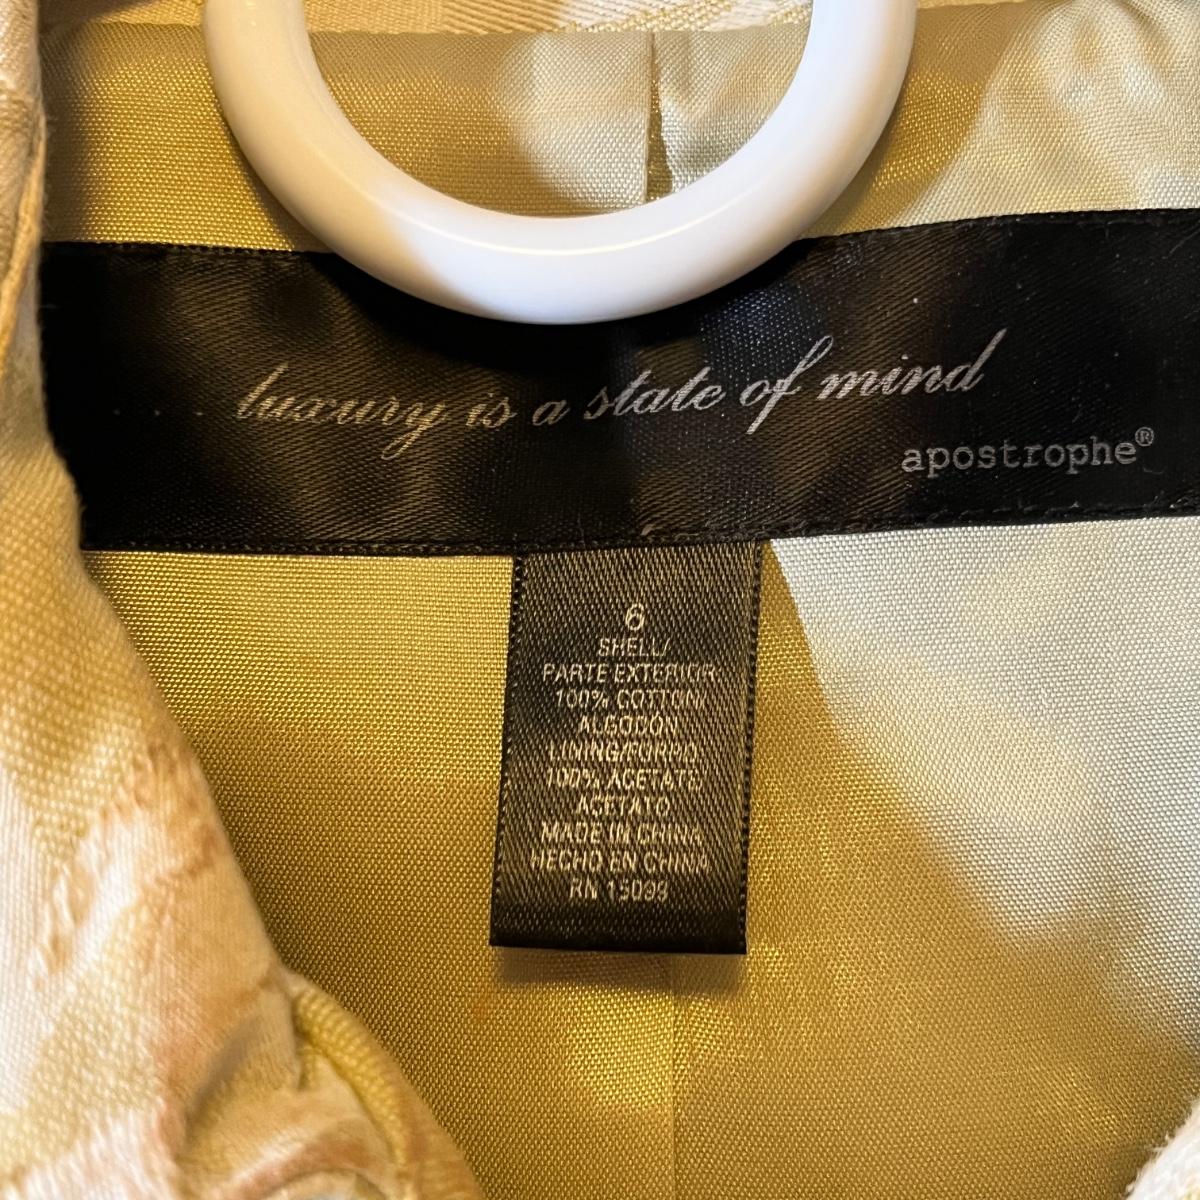 luxury is a state of mind
apostrophe®
6
SHELL/
PARTE EXTERIOR
100% COTTON/
ALGODÓN
LINING/FORRO
100% ACETATE/
ACETATO
MADE IN CHINA
HECHO EN CHINA
RN 15099